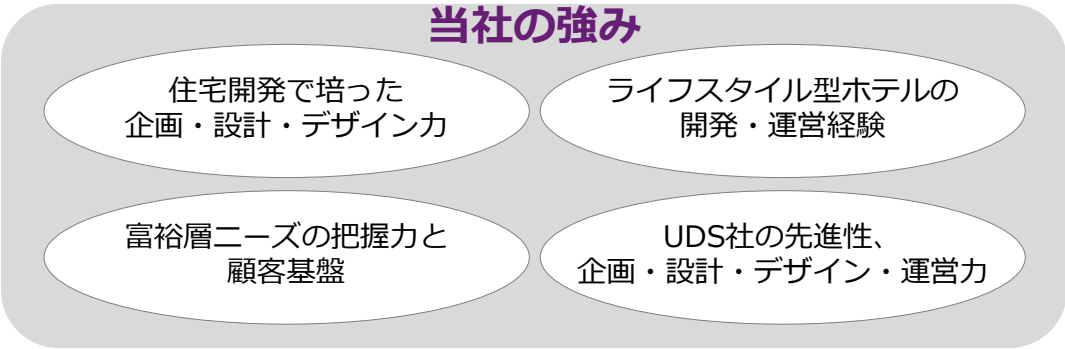 当社の強み
住宅開発で培った
企画・設計・デザイン力
ライフスタイル型ホテルの
開発・運営経験
富裕層ニーズの把握力と
顧客基盤
UDS社の先進性、
企画・設計・デザイン・運営力